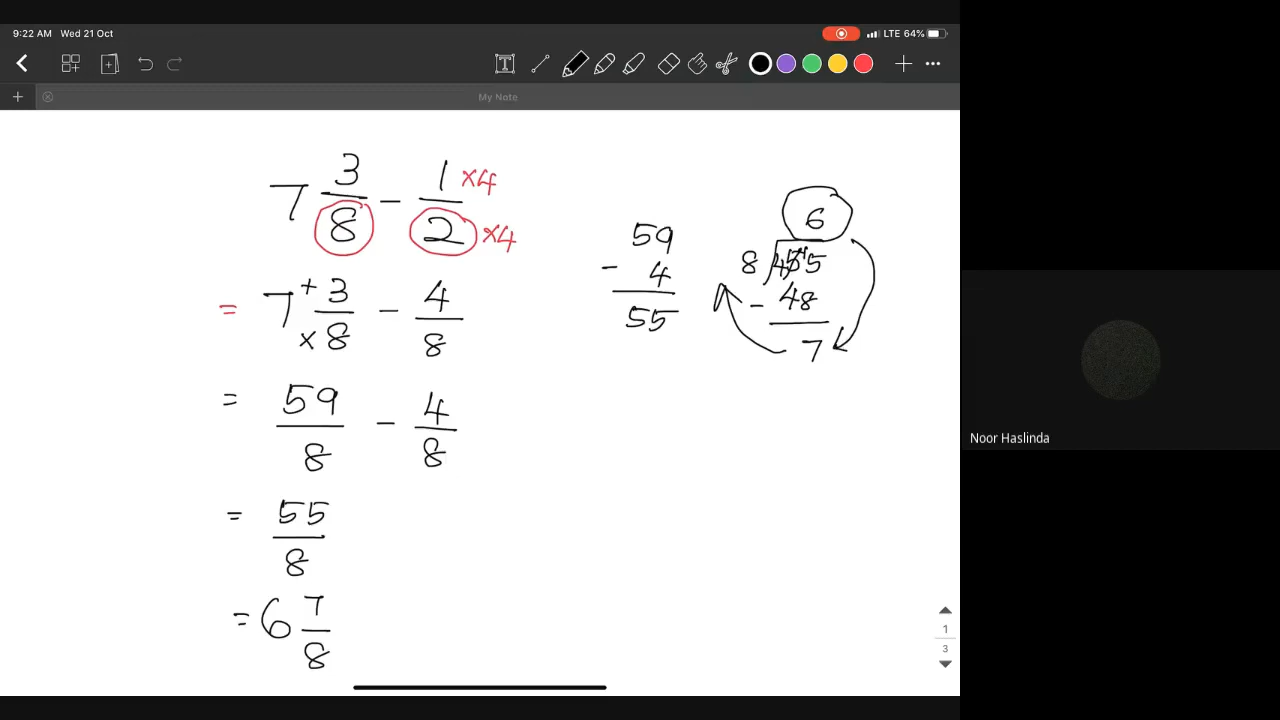 9:22 AM Wed 21 Oct LTE 64%
T
My Note
7 3/8 - 1/2 ×4 ×4
= 7 + 3/8 × - 4/8
= 59/8 - 4/8
= 55/8
= 6 7/8
59
- 4
55
6
8 55
- 48
7
Noor Haslinda
1
3